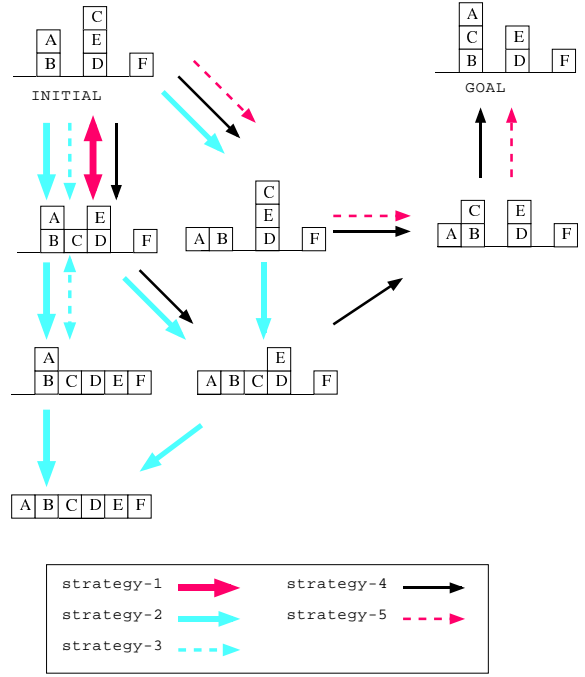 C A
A E C E
B D F B D F
INITIAL GOAL
C
A E E C E
B C D F A B D F A B D F
A E
B C D E F A B C D F
A B C D E F
strategy-1 strategy-4
strategy-2 strategy-5
strategy-3